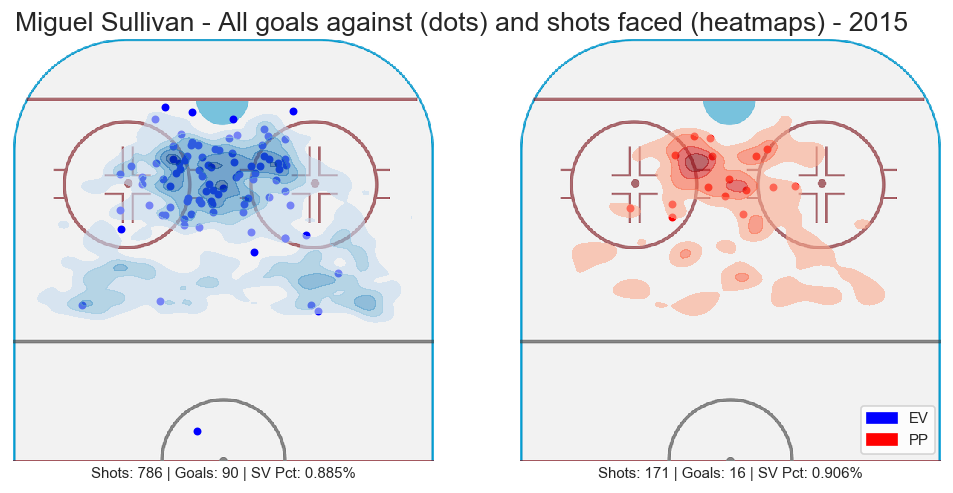 Miguel Sullivan - All goals against (dots) and shots faced (heatmaps) - 2015
EV
PP
Shots: 786 | Goals: 90 | SV Pct: 0.885%
Shots: 171 | Goals: 16 | SV Pct: 0.906%